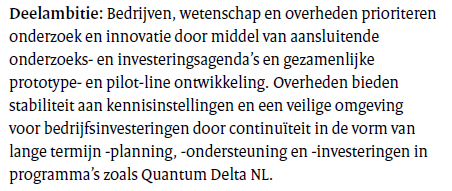 Deelambitie: Bedrijven, wetenschap en overheden prioriteren
onderzoek en innovatie door middel van aansluitende
onderzoeks- en investeringsagenda's en gezamenlijke
prototype- en pilot-line ontwikkeling. Overheden bieden
stabiliteit aan kennisinstellingen en een veilige omgeving
voor bedrijfsinvesteringen door continuïteit in de vorm van
lange termijn -planning, -ondersteuning en -investeringen in
programma's zoals Quantum Delta NL.